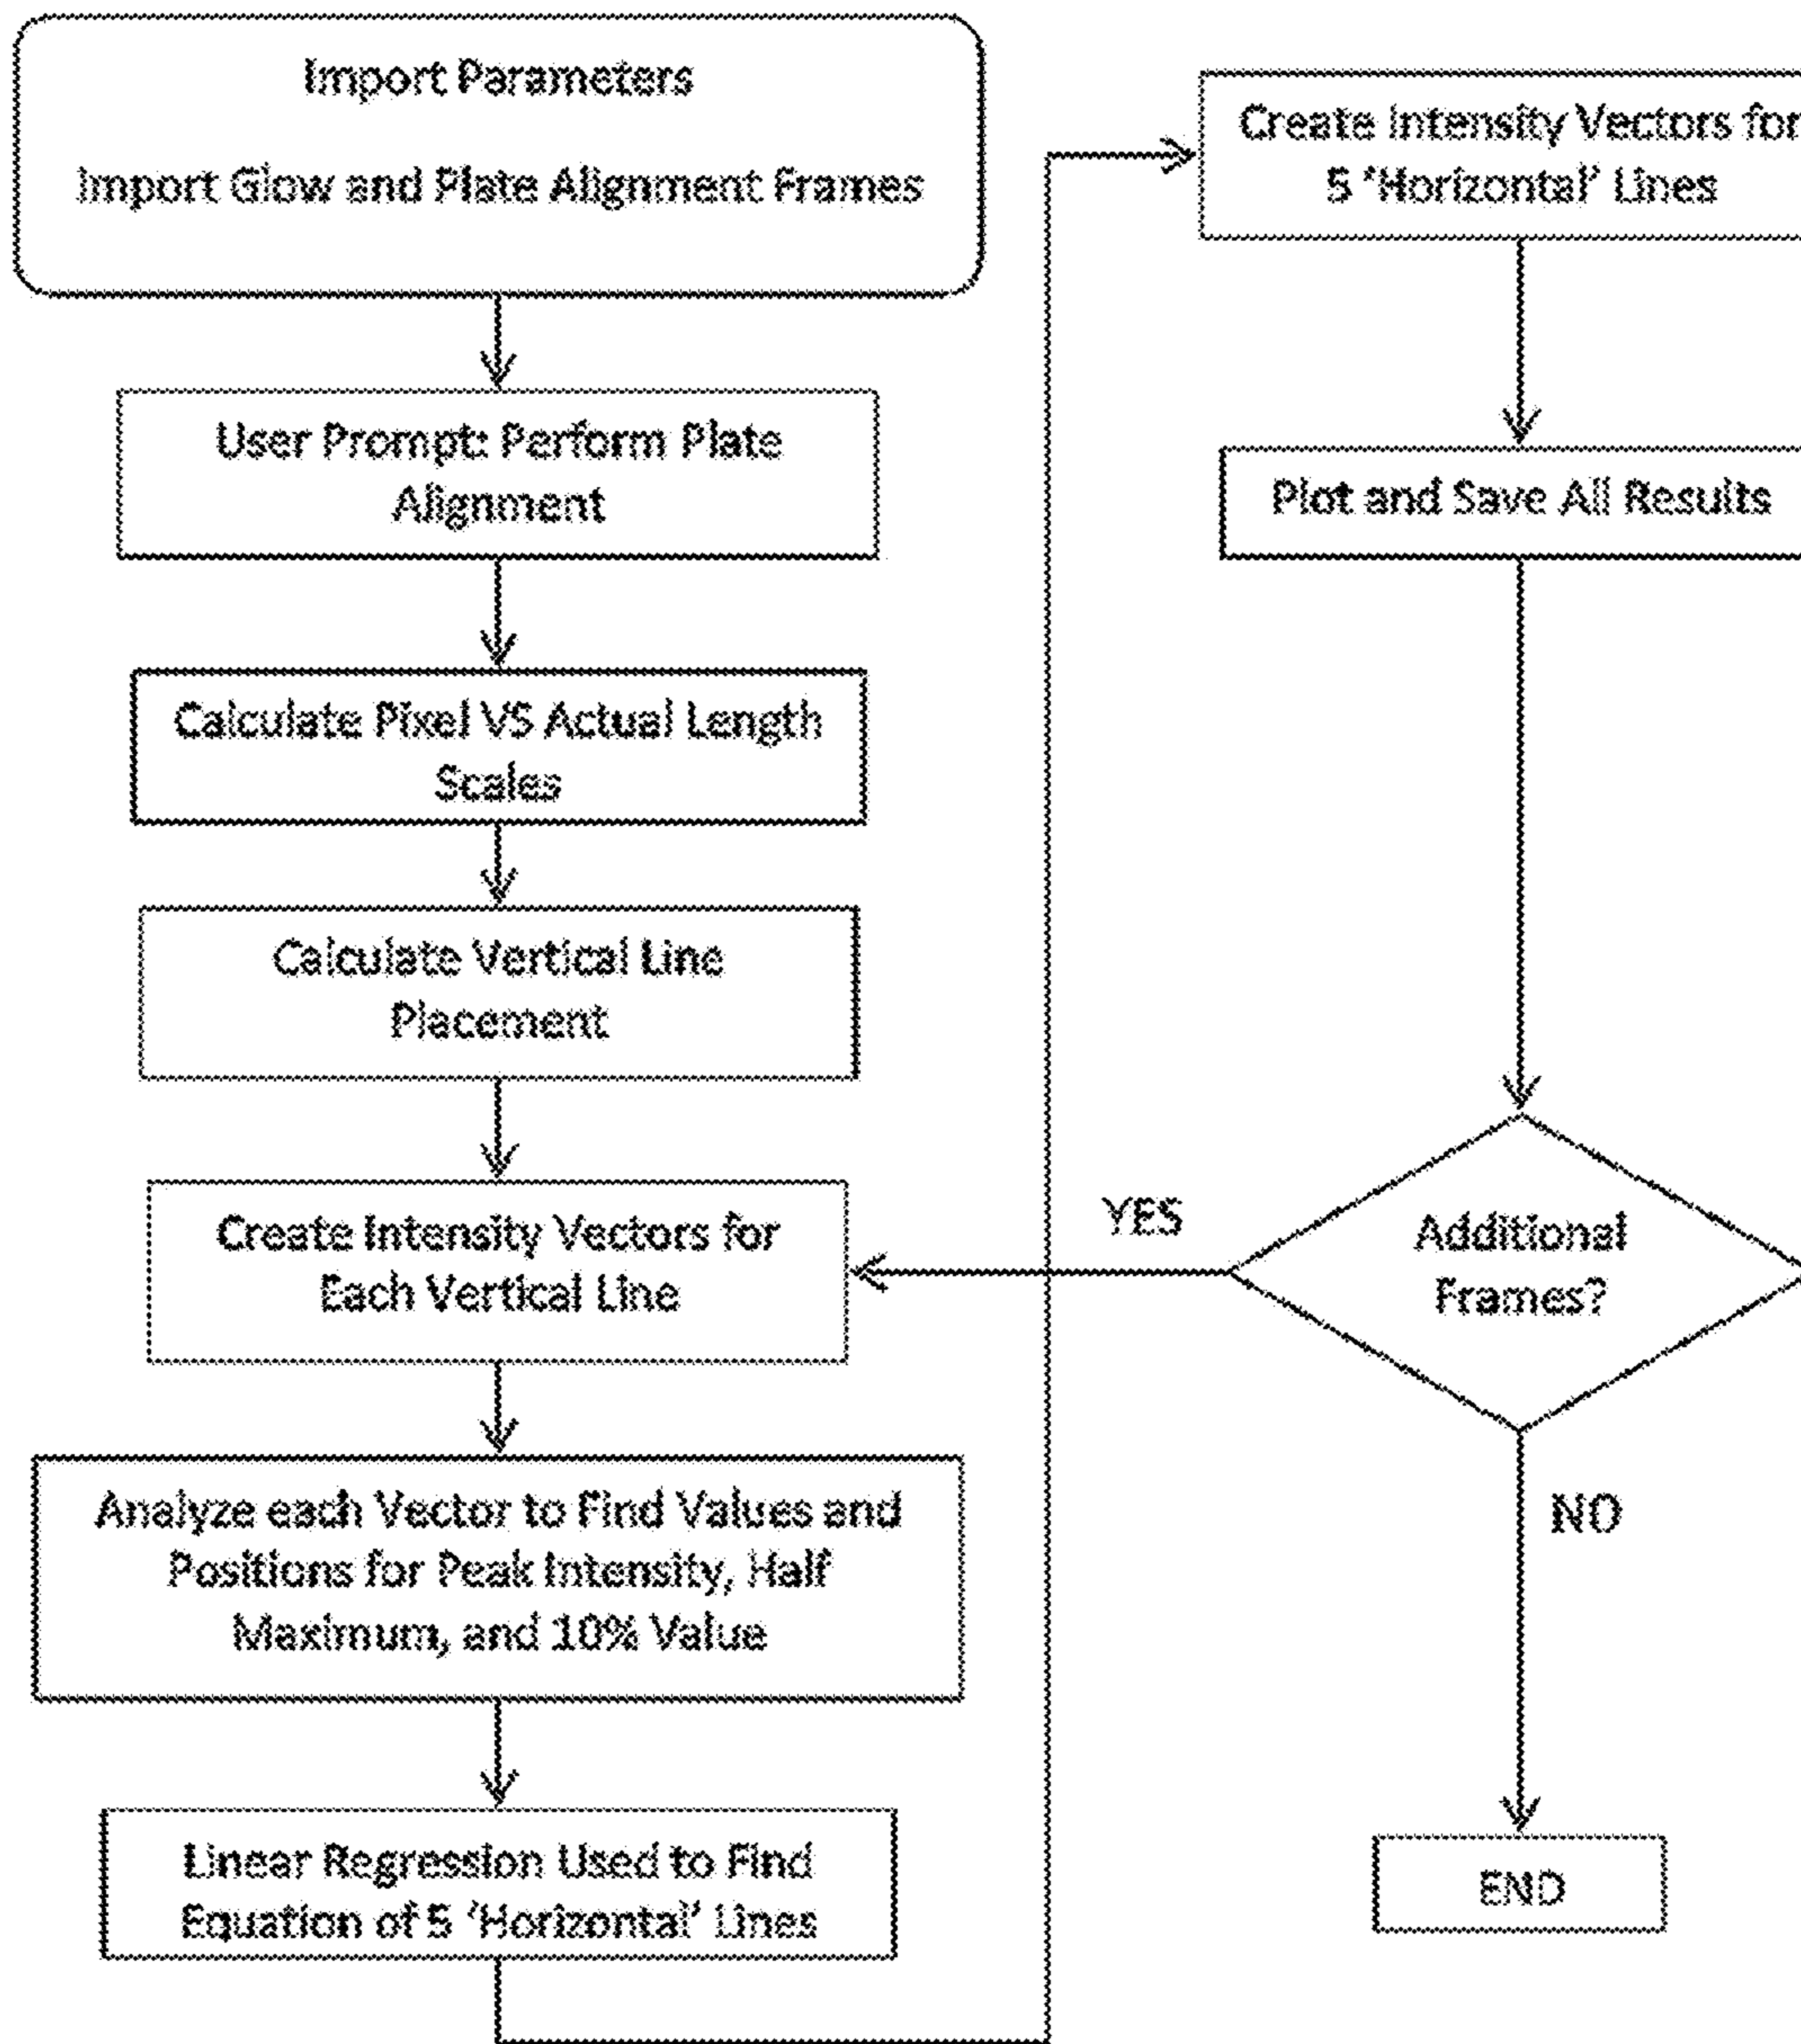 Import Parameters
Import Glow and Plate Alignment Frames
User Prompt: Perform Plate
Alignment
Calculate Pixel VS Actual Length
Scales
Calculate Vertical Line
Placement
Create Intensity Vectors for
Each Vertical Line
Analyze each Vector to Find Values and
Positions for Peak Intensity, Half
Maximum, and 10% Value
Linear Regression Used to Find
Equation of 5 ‘Horizontal’ Lines
Create Intensity Vectors for
5 ‘Horizontal’ Lines
Plot and Save All Results
Additional
Frames?
YES
NO
END